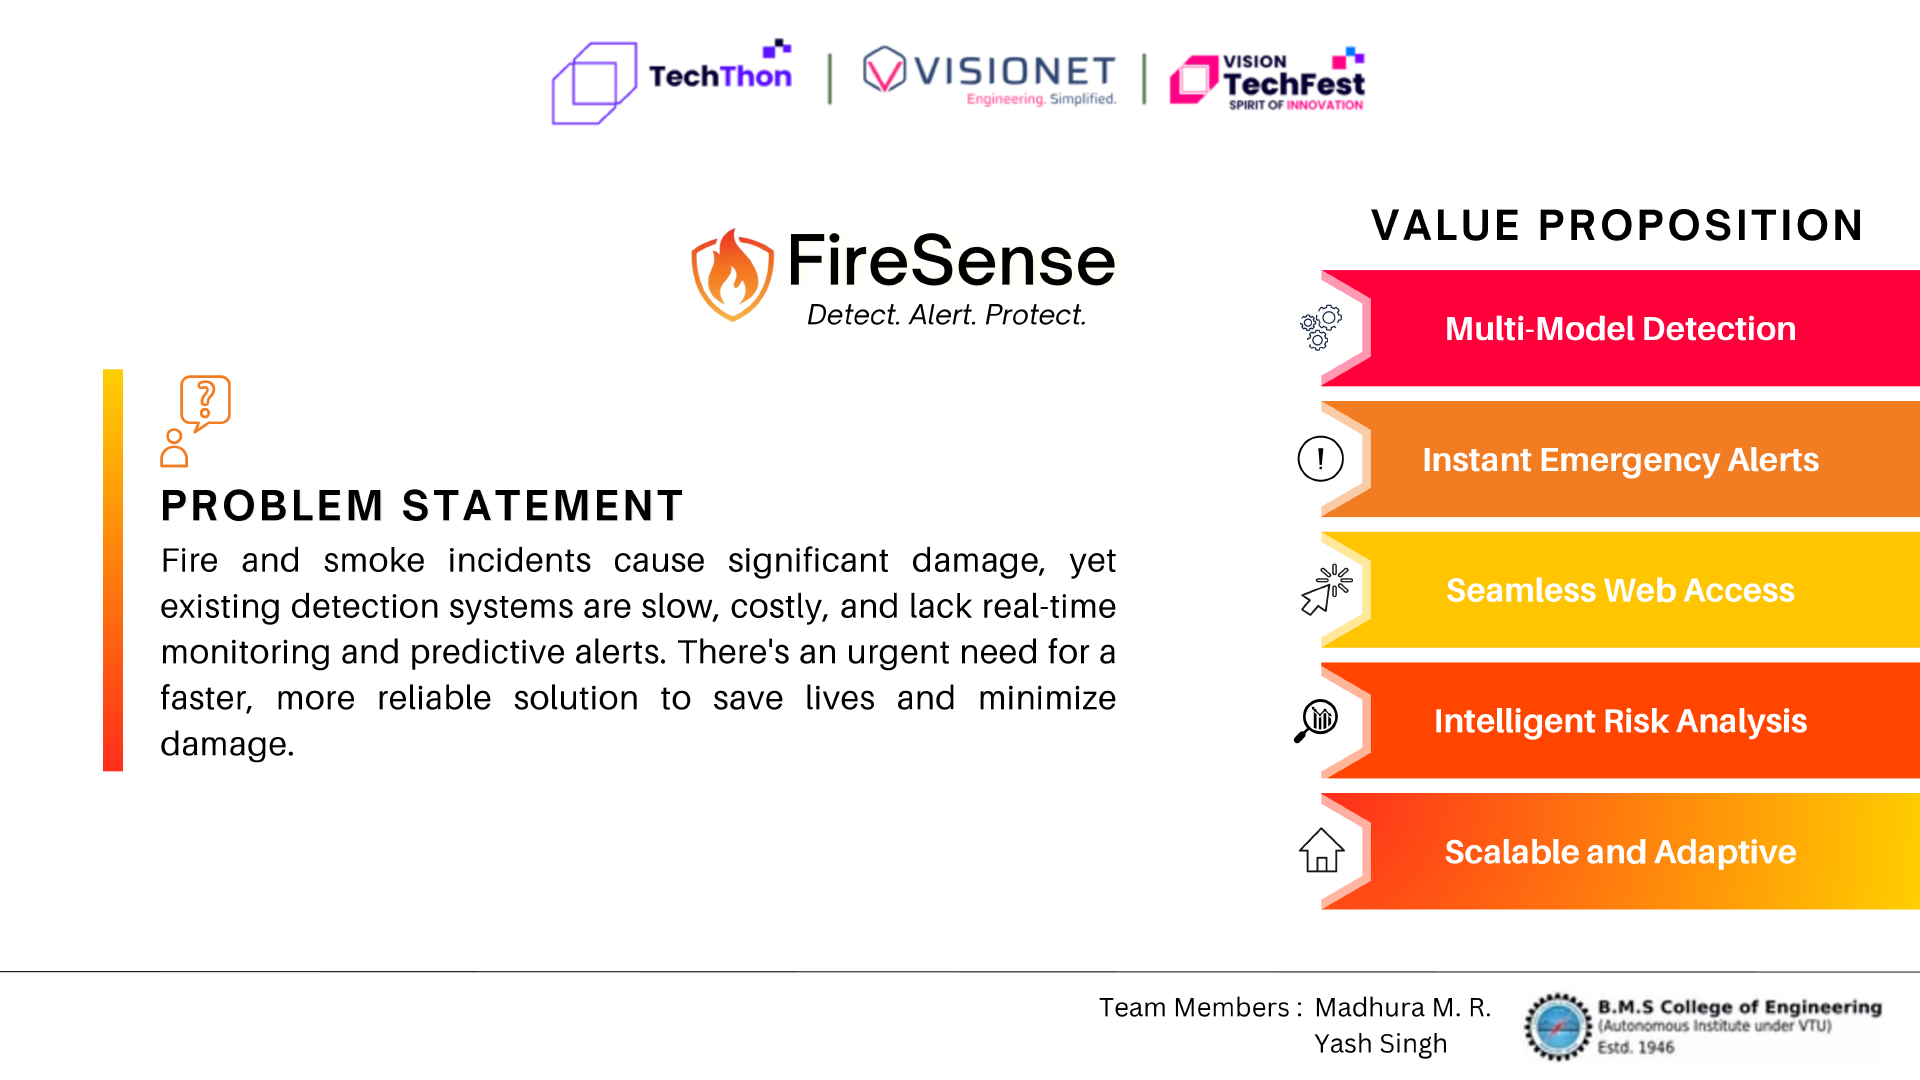 TechThon
VISIONET
Engineering. Simplified.
VISION
TechFest
SPIRIT OF INNOVATION
FireSense
Detect. Alert. Protect.
?
PROBLEM STATEMENT
Fire and smoke incidents cause significant damage, yet
existing detection systems are slow, costly, and lack real-time
monitoring and predictive alerts. There's an urgent need for a
faster, more reliable solution to save lives and minimize
damage.
VALUE PROPOSITION
Multi-Model Detection
!
Instant Emergency Alerts
Seamless Web Access
Intelligent Risk Analysis
Scalable and Adaptive
Team Members : Madhura M. R.
Yash Singh
B.M.S College of Engineering
(Autonomous Institute under VTU)
Estd. 1946